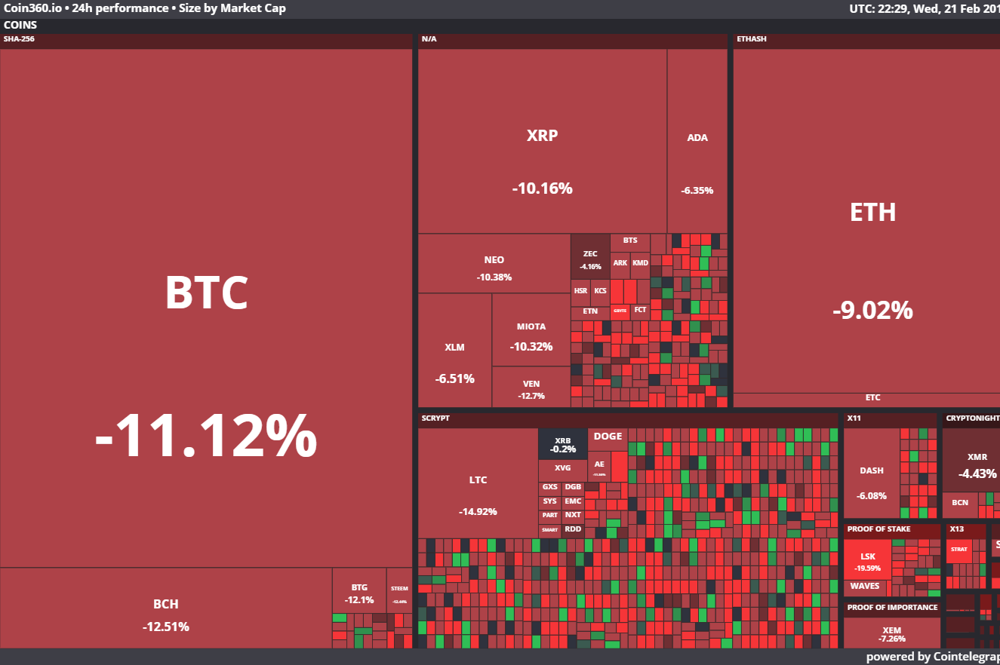 Coin360.io • 24h performance • Size by Market Cap
UTC: 22:29, Wed, 21 Feb 201
COINS
SHA-256
BTC
-11.12%
BCH
-12.51%
BTG
-12.1%
STEEM
N/A
XRP
-10.16%
ADA
-6.35%
NEO
-10.38%
XLM
-6.51%
MIOTA
-10.32%
VEN
-12.7%
ZEC
-4.16%
BTS
ARK
KMD
HSR
KCS
ETN
FCT
ETHASH
ETH
-9.02%
ETC
SCRYPT
LTC
-14.92%
XRB
-0.2%
DOGE
XVG
AE
GXS
DGB
SYS
EMC
PART
NXT
SMART
RDD
X11
DASH
-6.08%
CRYPTONIGHT
XMR
-4.43%
BCN
PROOF OF STAKE
LSK
-19.59%
WAVES
X13
STRAT
S
PROOF OF IMPORTANCE
XEM
-7.26%
powered by Cointelegrap